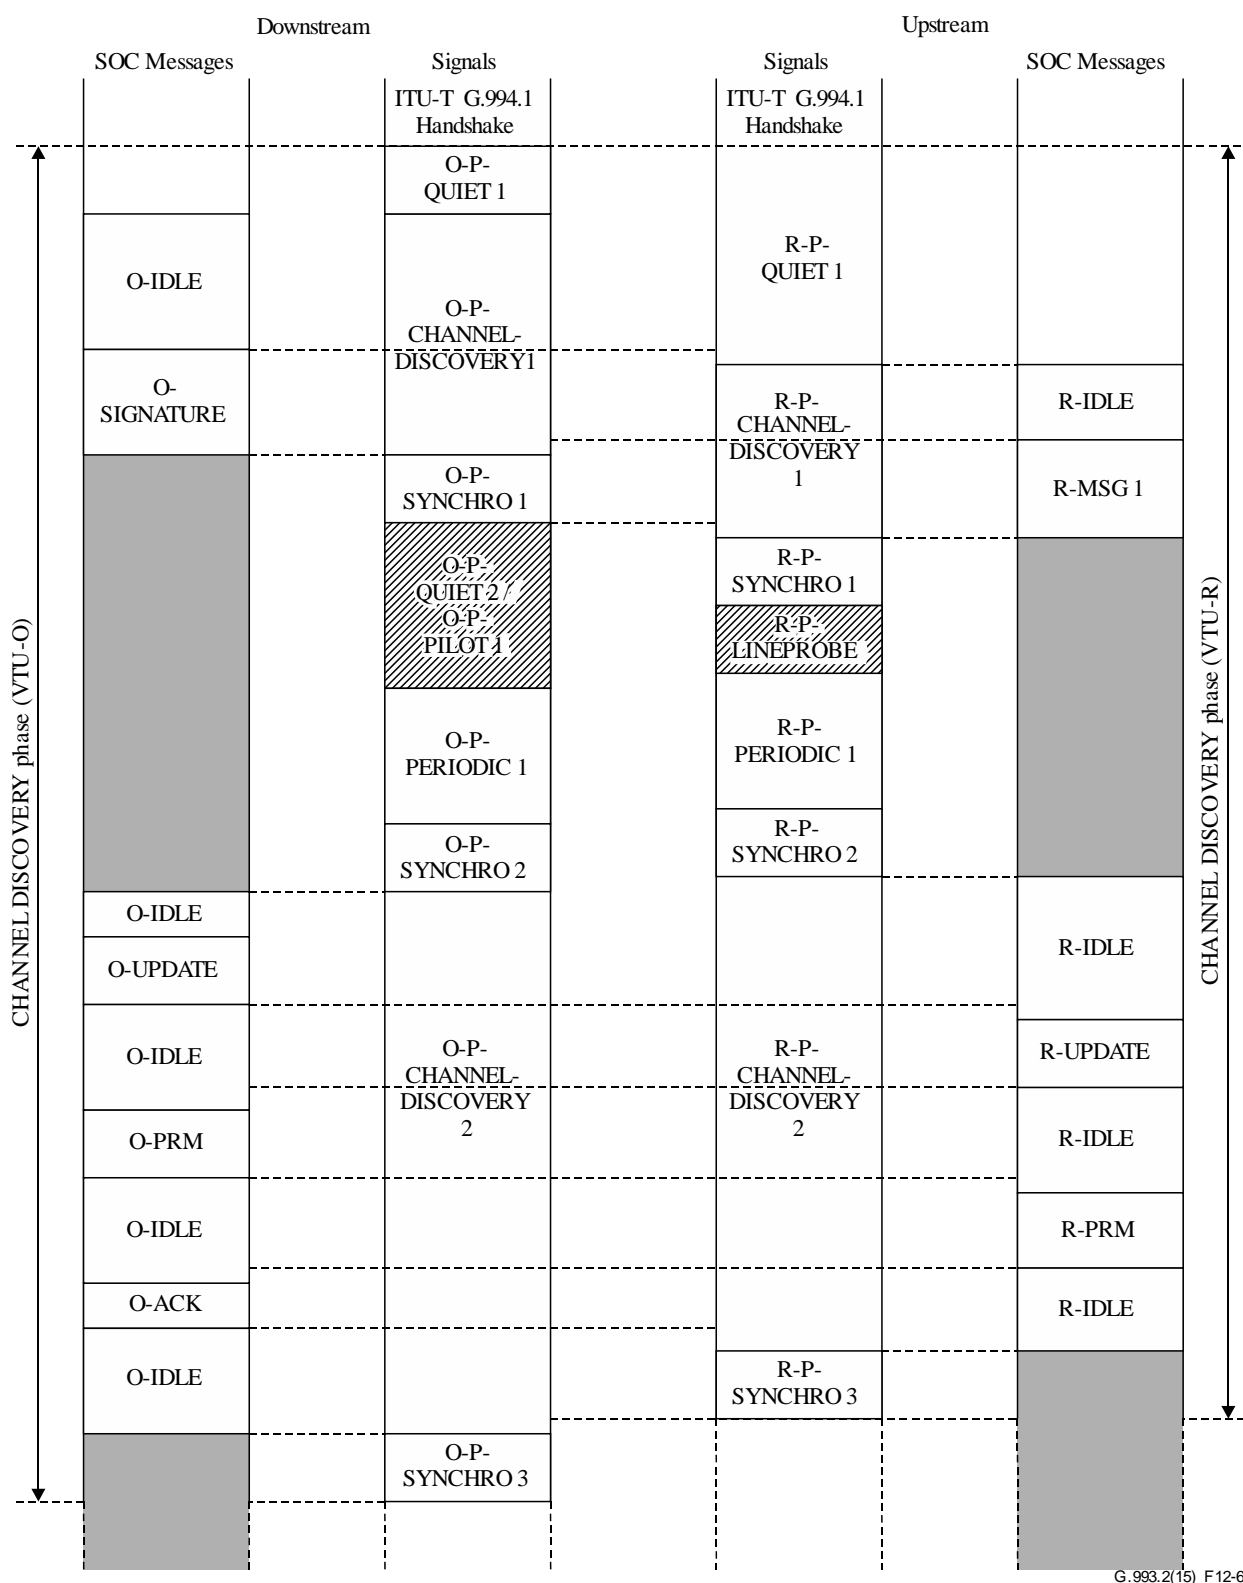 Downstream
Upstream
SOC Messages
Signals
Signals
SOC Messages
ITU-T G.994.1
Handshake
ITU-T G.994.1
Handshake
O-P-
QUIET 1
R-P-
QUIET 1
O-IDLE
O-P-
CHANNEL-
DISCOVERY1
O-
SIGNATURE
R-P-
CHANNEL-
DISCOVERY
1
R-IDLE
O-P-
SYNCHRO 1
R-MSG 1
O-P-
QUIET 2 /
O-P-
PILOT 1
R-P-
SYNCHRO 1
R-P-
LINEPROBE
O-P-
PERIODIC 1
R-P-
PERIODIC 1
O-P-
SYNCHRO 2
R-P-
SYNCHRO 2
CHANNEL DISCOVERY phase (VTU-O)
CHANNEL DISCOVERY phase (VTU-R)
O-IDLE
O-UPDATE
R-IDLE
O-IDLE
O-P-
CHANNEL-
DISCOVERY
2
R-P-
CHANNEL-
DISCOVERY
2
R-UPDATE
O-PRM
R-IDLE
O-IDLE
R-PRM
O-ACK
R-IDLE
O-IDLE
R-P-
SYNCHRO 3
O-P-
SYNCHRO 3
G.993.2(15)_F12-6